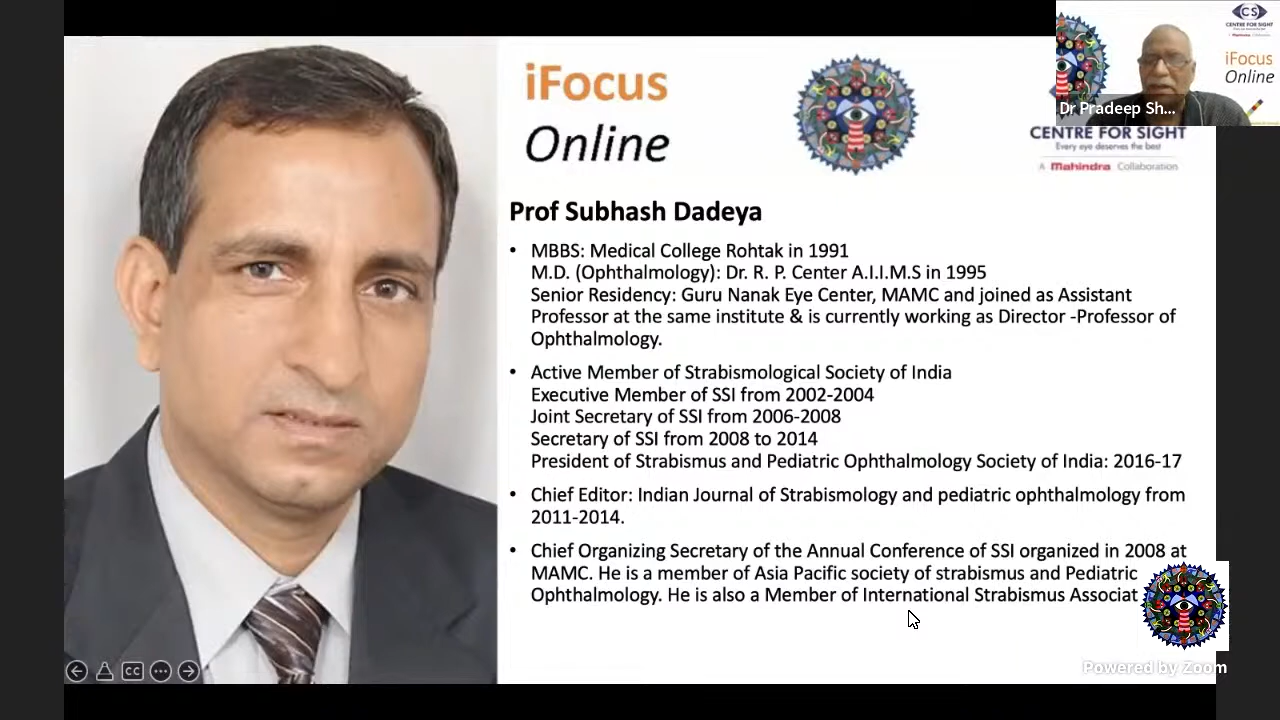 iFocus
Online
CENTRE FOR SIGHT
Every eye deserves the best
A Mahindra Collaboration
CS
CENTRE FOR SIGHT
Mahindra
iFocus
Online
Dr Pradeep Sh...
Prof Subhash Dadeya
• MBBS: Medical College Rohtak in 1991
M.D. (Ophthalmology): Dr. R. P. Center A.I.I.M.S in 1995
Senior Residency: Guru Nanak Eye Center, MAMC and joined as Assistant
Professor at the same institute & is currently working as Director -Professor of
Ophthalmology.
• Active Member of Strabismological Society of India
Executive Member of SSI from 2002-2004
Joint Secretary of SSI from 2006-2008
Secretary of SSI from 2008 to 2014
President of Strabismus and Pediatric Ophthalmology Society of India: 2016-17
• Chief Editor: Indian Journal of Strabismology and pediatric ophthalmology from
2011-2014.
• Chief Organizing Secretary of the Annual Conference of SSI organized in 2008 at
MAMC. He is a member of Asia Pacific society of strabismus and Pediatric
Ophthalmology. He is also a Member of International Strabismus Associat
CC
Powered by Zoom